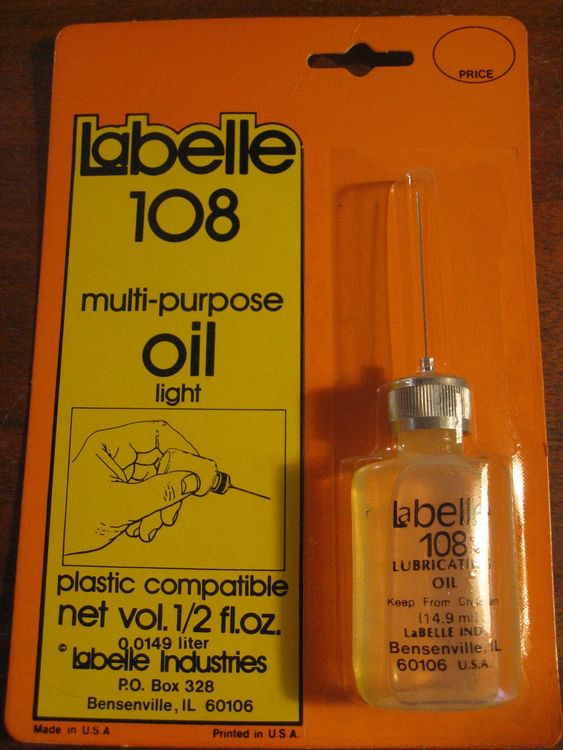 PRICE
Labelle
108
multi-purpose
oil
light
plastic compatible
net vol. 1/2 fl.oz.
0.0149 liter
© Labelle Industries
P.O. Box 328
Bensenville, IL 60106
Made in U.S.A
Printed in U.S.A.
Labelle
108
LUBRICATING
OIL
Keep From Children
(14.9 ml)
LaBELLE IND.
Bensenville, IL
60106 U.S.A.